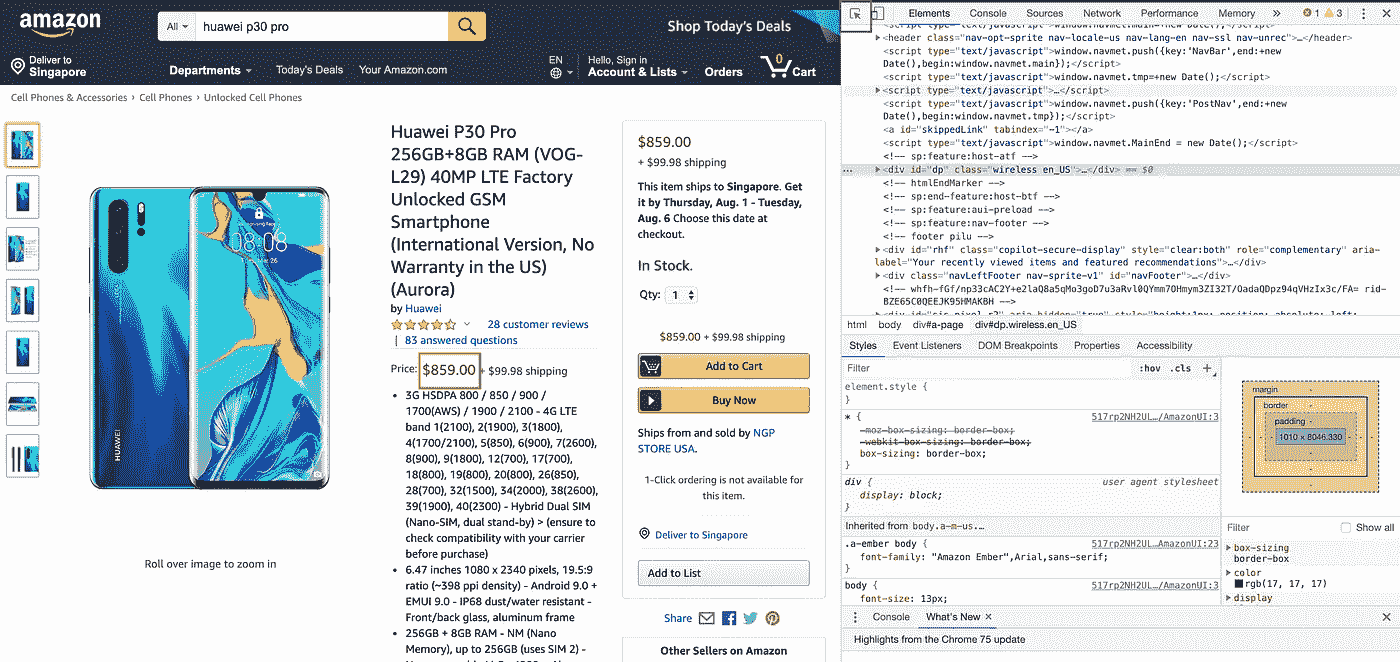 amazon
All
huawei p30 pro
Shop Today's Deals
Deliver to
Singapore
Departments
Today's Deals
Your Amazon.com
EN
Hello, Sign in
Account & Lists
Orders
0
Cart
Cell Phones & Accessories › Cell Phones › Unlocked Cell Phones
HUAWEI
08:08
Roll over image to zoom in
Huawei P30 Pro
256GB+8GB RAM (VOG-
L29) 40MP LTE Factory
Unlocked GSM
Smartphone
(International Version, No
Warranty in the US)
(Aurora)
by Huawei
28 customer reviews
| 83 answered questions
Price: $859.00 + $99.98 shipping
• 3G HSDPA 800 / 850 / 900 /
1700(AWS) / 1900 / 2100 - 4G LTE
band 1(2100), 2(1900), 3(1800),
4(1700/2100), 5(850), 6(900), 7(2600),
8(900), 9(1800), 12(700), 17(700),
18(800), 19(800), 20(800), 26(850),
28(700), 32(1500), 34(2000), 38(2600),
39(1900), 40(2300) - Hybrid Dual SIM
(Nano-SIM, dual stand-by) > (ensure to
check compatibility with your carrier
before purchase)
• 6.47 inches 1080 x 2340 pixels, 19.5:9
ratio (~398 ppi density) - Android 9.0 +
EMUI 9.0 - IP68 dust/water resistant -
Front/back glass, aluminum frame
• 256GB + 8GB RAM - NM (Nano
Memory), up to 256GB (uses SIM 2) -
$859.00
+ $99.98 shipping
This item ships to Singapore. Get
it by Thursday, Aug. 1 - Tuesday,
Aug. 6 Choose this date at
checkout.
In Stock.
Qty: 1
$859.00 + $99.98 shipping
Add to Cart
Buy Now
Ships from and sold by NGP
STORE USA.
1-Click ordering is not available for
this item.
Deliver to Singapore
Add to List
Share
Other Sellers on Amazon
Elements Console Sources Network Performance Memory » 1 3
<script type="text/javascript">window.navmet.push({key:'UpNav',end:+new Date()
<header class="nav-opt-sprite nav-locale-us nav-lang-en nav-ssl nav-unrec">…</header>
<script type="text/javascript">window.navmet.push({key:'NavBar',end:+new
Date(),begin:window.navmet.main});</script>
<script type="text/javascript">window.navmet.tmp=+new Date();</script>
<script type="text/javascript">…</script>
<script type="text/javascript">window.navmet.push({key:'PostNav',end:+new
Date(),begin:window.navmet.tmp});</script>
<a id="skippedLink" tabindex="-1"></a>
<script type="text/javascript">window.navmet.MainEnd = new Date();</script>
<!-- sp:feature:host-atf -->
… <div id="dp" class="wireless en_US">…</div> == $0
<!-- htmlEndMarker -->
<!-- sp:end-feature:host-btf -->
<!-- sp:feature:aui-preload -->
<!-- sp:feature:nav-footer -->
<!-- footer pilu -->
<div id="rhf" class="copilot-secure-display" style="clear:both" role="complementary" aria-
label="Your recently viewed items and featured recommendations">…</div>
<div class="navLeftFooter nav-sprite-v1" id="navFooter">…</div>
html body div#a-page div#dp.wireless.en_US
Styles Event Listeners DOM Breakpoints Properties Accessibility
Filter :hov .cls +
element.style {
}
* { 517rp2NH2UL…/AmazonUI:3
-moz-box-sizing: border-box;
-webkit-box-sizing: border-box;
box-sizing: border-box;
}
div { user agent stylesheet
display: block;
}
Inherited from body.a-m-us.…
.a-ember body { 517rp2NH2UL…AmazonUI:23
font-family: "Amazon Ember",Arial,sans-serif;
}
body { 517rp2NH2UL…/AmazonUI:3
font-size: 13px;
margin
border
padding
1010 × 8046.330
Filter Show all
box-sizing
border-box
color
rgb(17, 17, 17)
display
Console What's New
Highlights from the Chrome 75 update